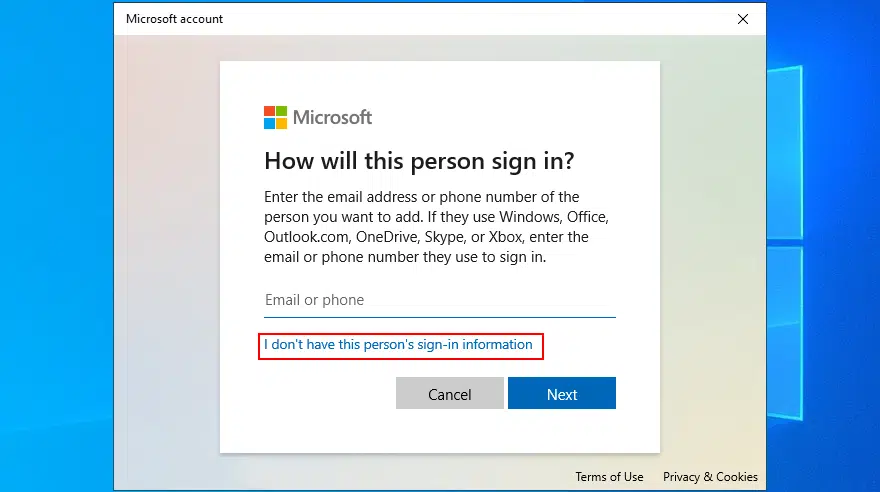 Microsoft account
Microsoft
How will this person sign in?
Enter the email address or phone number of the
person you want to add. If they use Windows, Office,
Outlook.com, OneDrive, Skype, or Xbox, enter the
email or phone number they use to sign in.
Email or phone
I don't have this person's sign-in information
Cancel Next
Terms of Use Privacy & Cookies